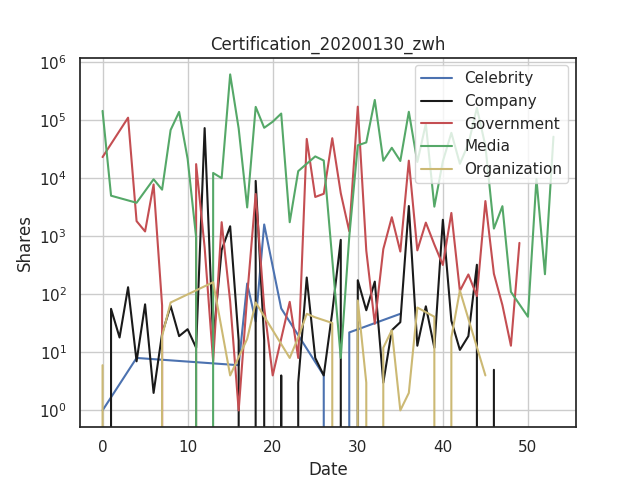 Certification_20200130_zwh
Celebrity
Company
Government
Media
Organization
10⁶
10⁵
10⁴
10³
10²
10¹
10⁰
Shares
0 10 20 30 40 50
Date